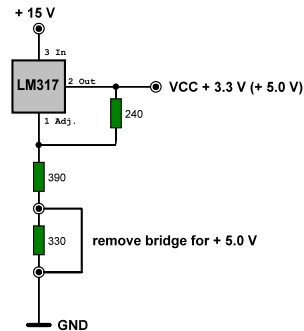 + 15 V
3 In
LM317
2 Out
VCC + 3.3 V (+ 5.0 V)
240
1 Adj.
390
330
remove bridge for + 5.0 V
GND